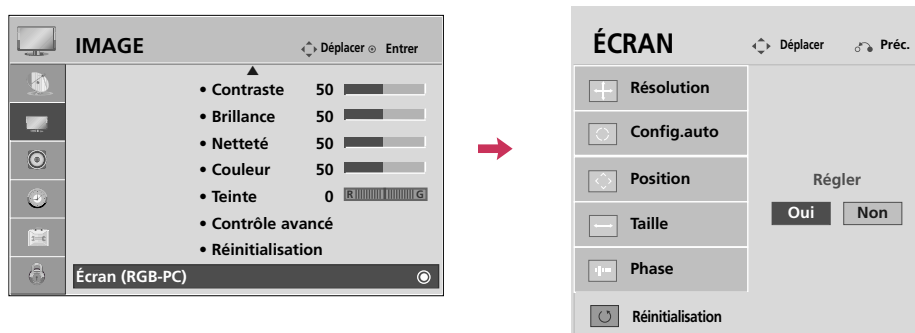 IMAGE
Déplacer Entrer
• Contraste 50
• Brillance 50
• Netteté 50
• Couleur 50
• Teinte 0 R G
• Contrôle avancé
• Réinitialisation
Écran (RGB-PC)
ÉCRAN
Déplacer Préc.
Résolution
Config.auto
Position
Taille
Phase
Réinitialisation
Régler
Oui Non